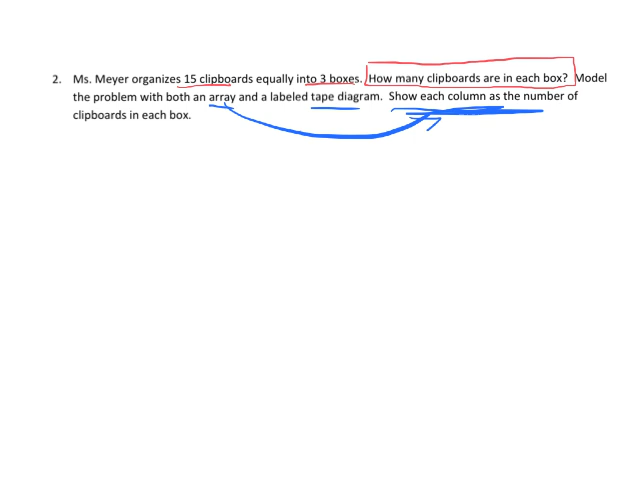 2. Ms. Meyer organizes 15 clipboards equally into 3 boxes. How many clipboards are in each box? Model
the problem with both an array and a labeled tape diagram. Show each column as the number of
clipboards in each box.